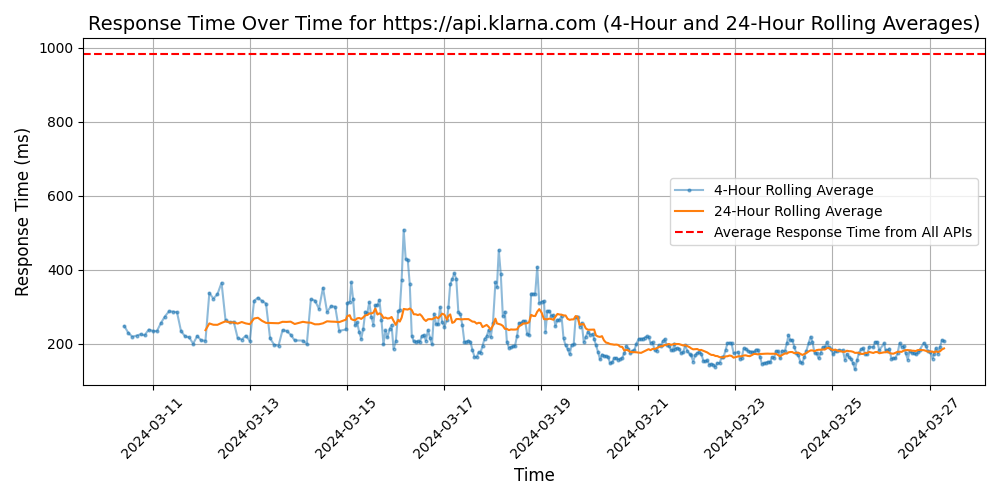 Response Time Over Time for https://api.klarna.com (4-Hour and 24-Hour Rolling Averages)
Response Time (ms)
1000
800
600
400
200
4-Hour Rolling Average
24-Hour Rolling Average
Average Response Time from All APIs
2024-03-11
2024-03-13
2024-03-15
2024-03-17
2024-03-19
2024-03-21
2024-03-23
2024-03-25
2024-03-27
Time